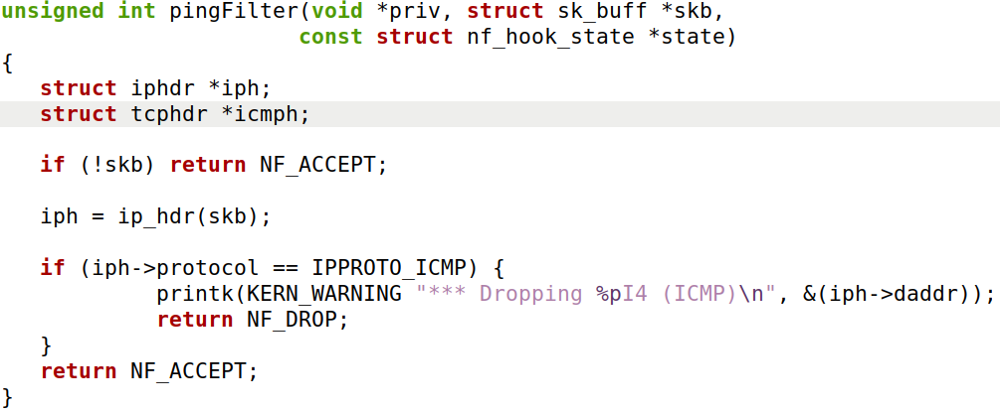 unsigned int pingFilter(void *priv, struct sk_buff *skb,
                       const struct nf_hook_state *state)
{
   struct iphdr *iph;
   struct tcphdr *icmph;

   if (!skb) return NF_ACCEPT;

   iph = ip_hdr(skb);

   if (iph->protocol == IPPROTO_ICMP) {
            printk(KERN_WARNING "*** Dropping %pI4 (ICMP)\n", &(iph->daddr));
            return NF_DROP;
   }
   return NF_ACCEPT;
}